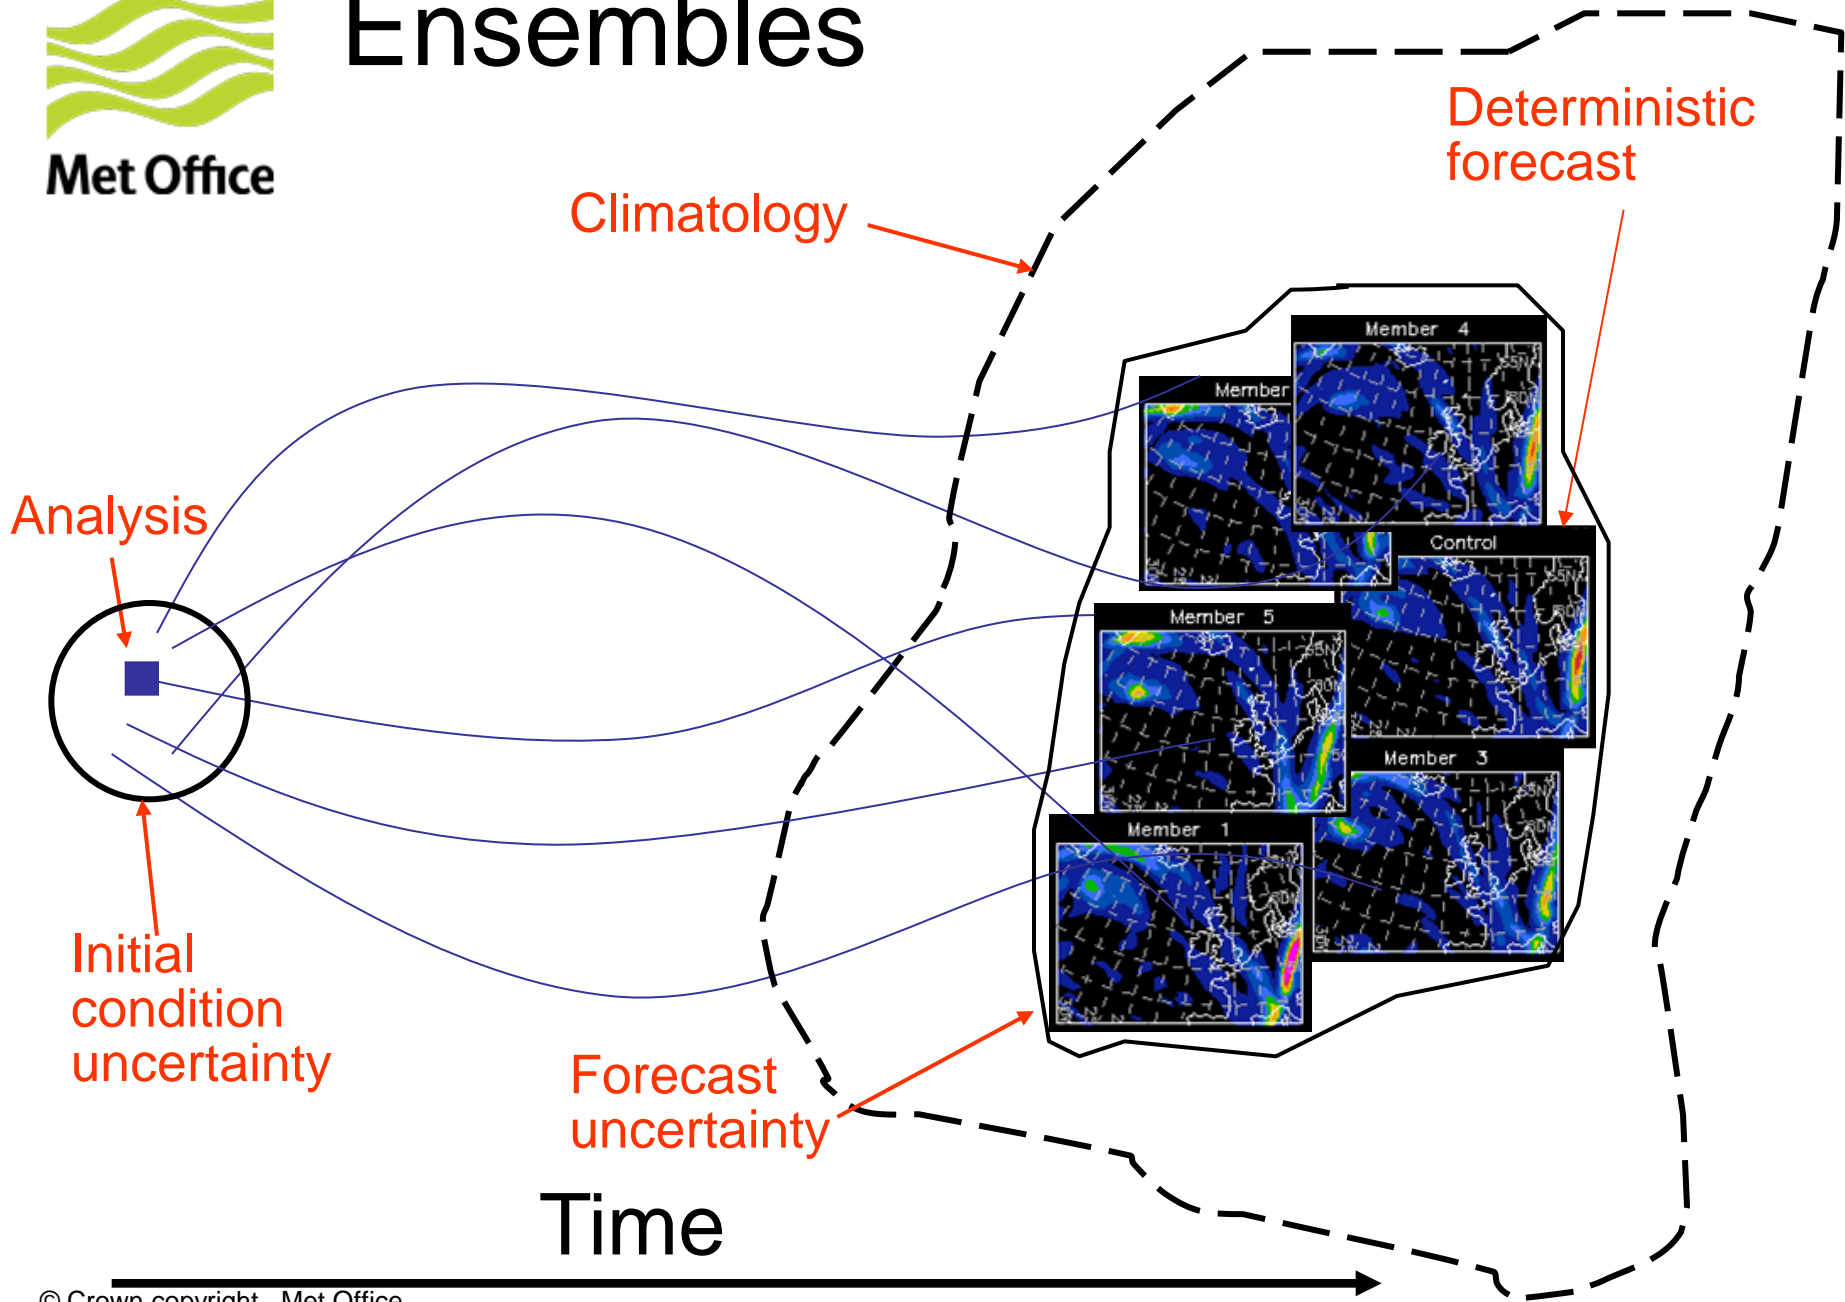 Ensembles
Met Office
Deterministic
forecast
Climatology
Member 4
Member
Analysis
Control
Member 5
Member 3
Member 1
Initial
condition
uncertainty
Forecast
uncertainty
Time
© Crown copyright Met Office